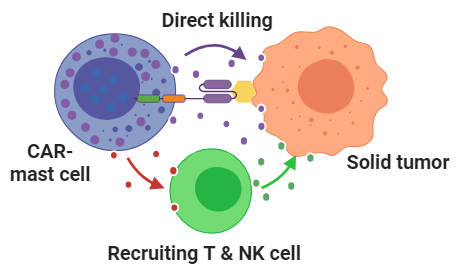 Direct killing
CAR-
mast cell
Solid tumor
Recruiting T & NK cell